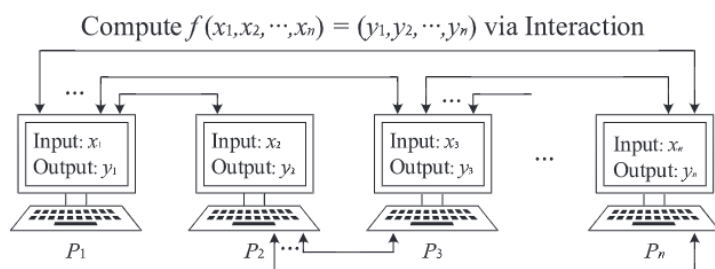 Compute f(x₁,x₂,⋯,xₙ) = (y₁,y₂,⋯,yₙ) via Interaction
...
...
Input: x₁
Output: y₁
Input: x₂
Output: y₂
Input: x₃
Output: y₃
...
Input: xₙ
Output: yₙ
P₁
P₂
...
P₃
Pₙ